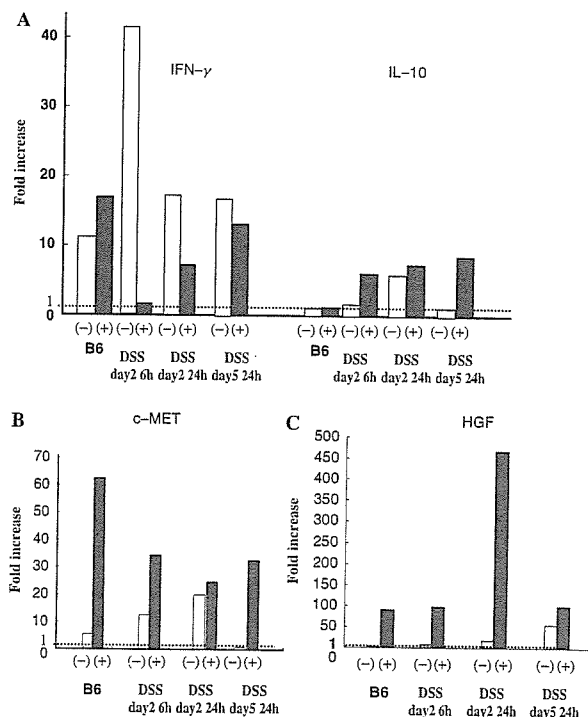 A
IFN-γ
IL-10
Fold increase
40
30
20
10
1
0
(-) (+) (-) (+) (-) (+) (-) (+) (-) (+) (-) (+) (-) (+) (-) (+)
B6 DSS DSS DSS B6 DSS DSS DSS
day2 6h day2 24h day5 24h day2 6h day2 24h day5 24h
B
c-MET
Fold increase
70
60
50
40
30
20
10
1
0
(-) (+) (-) (+) (-) (+) (-) (+)
B6 DSS DSS DSS
day2 6h day2 24h day5 24h
C
HGF
Fold increase
500
450
400
350
300
250
200
150
100
50
1
0
(-) (+) (-) (+) (-) (+) (-) (+)
B6 DSS DSS DSS
day2 6h day2 24h day5 24h